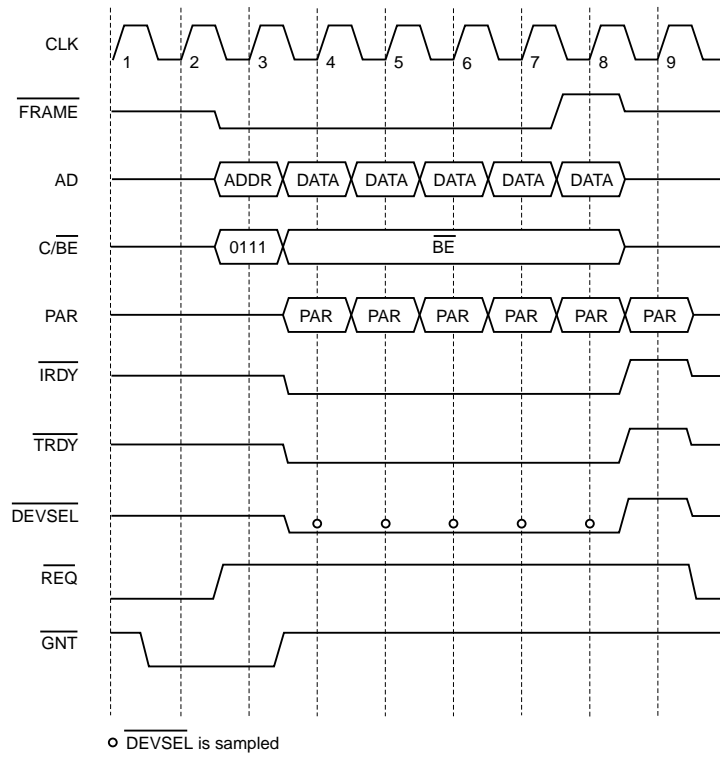 CLK
1 2 3 4 5 6 7 8 9
FRAME
AD ADDR DATA DATA DATA DATA DATA
C/BE 0111 BE
PAR PAR PAR PAR PAR PAR PAR
IRDY
TRDY
DEVSEL
REQ
GNT
DEVSEL is sampled